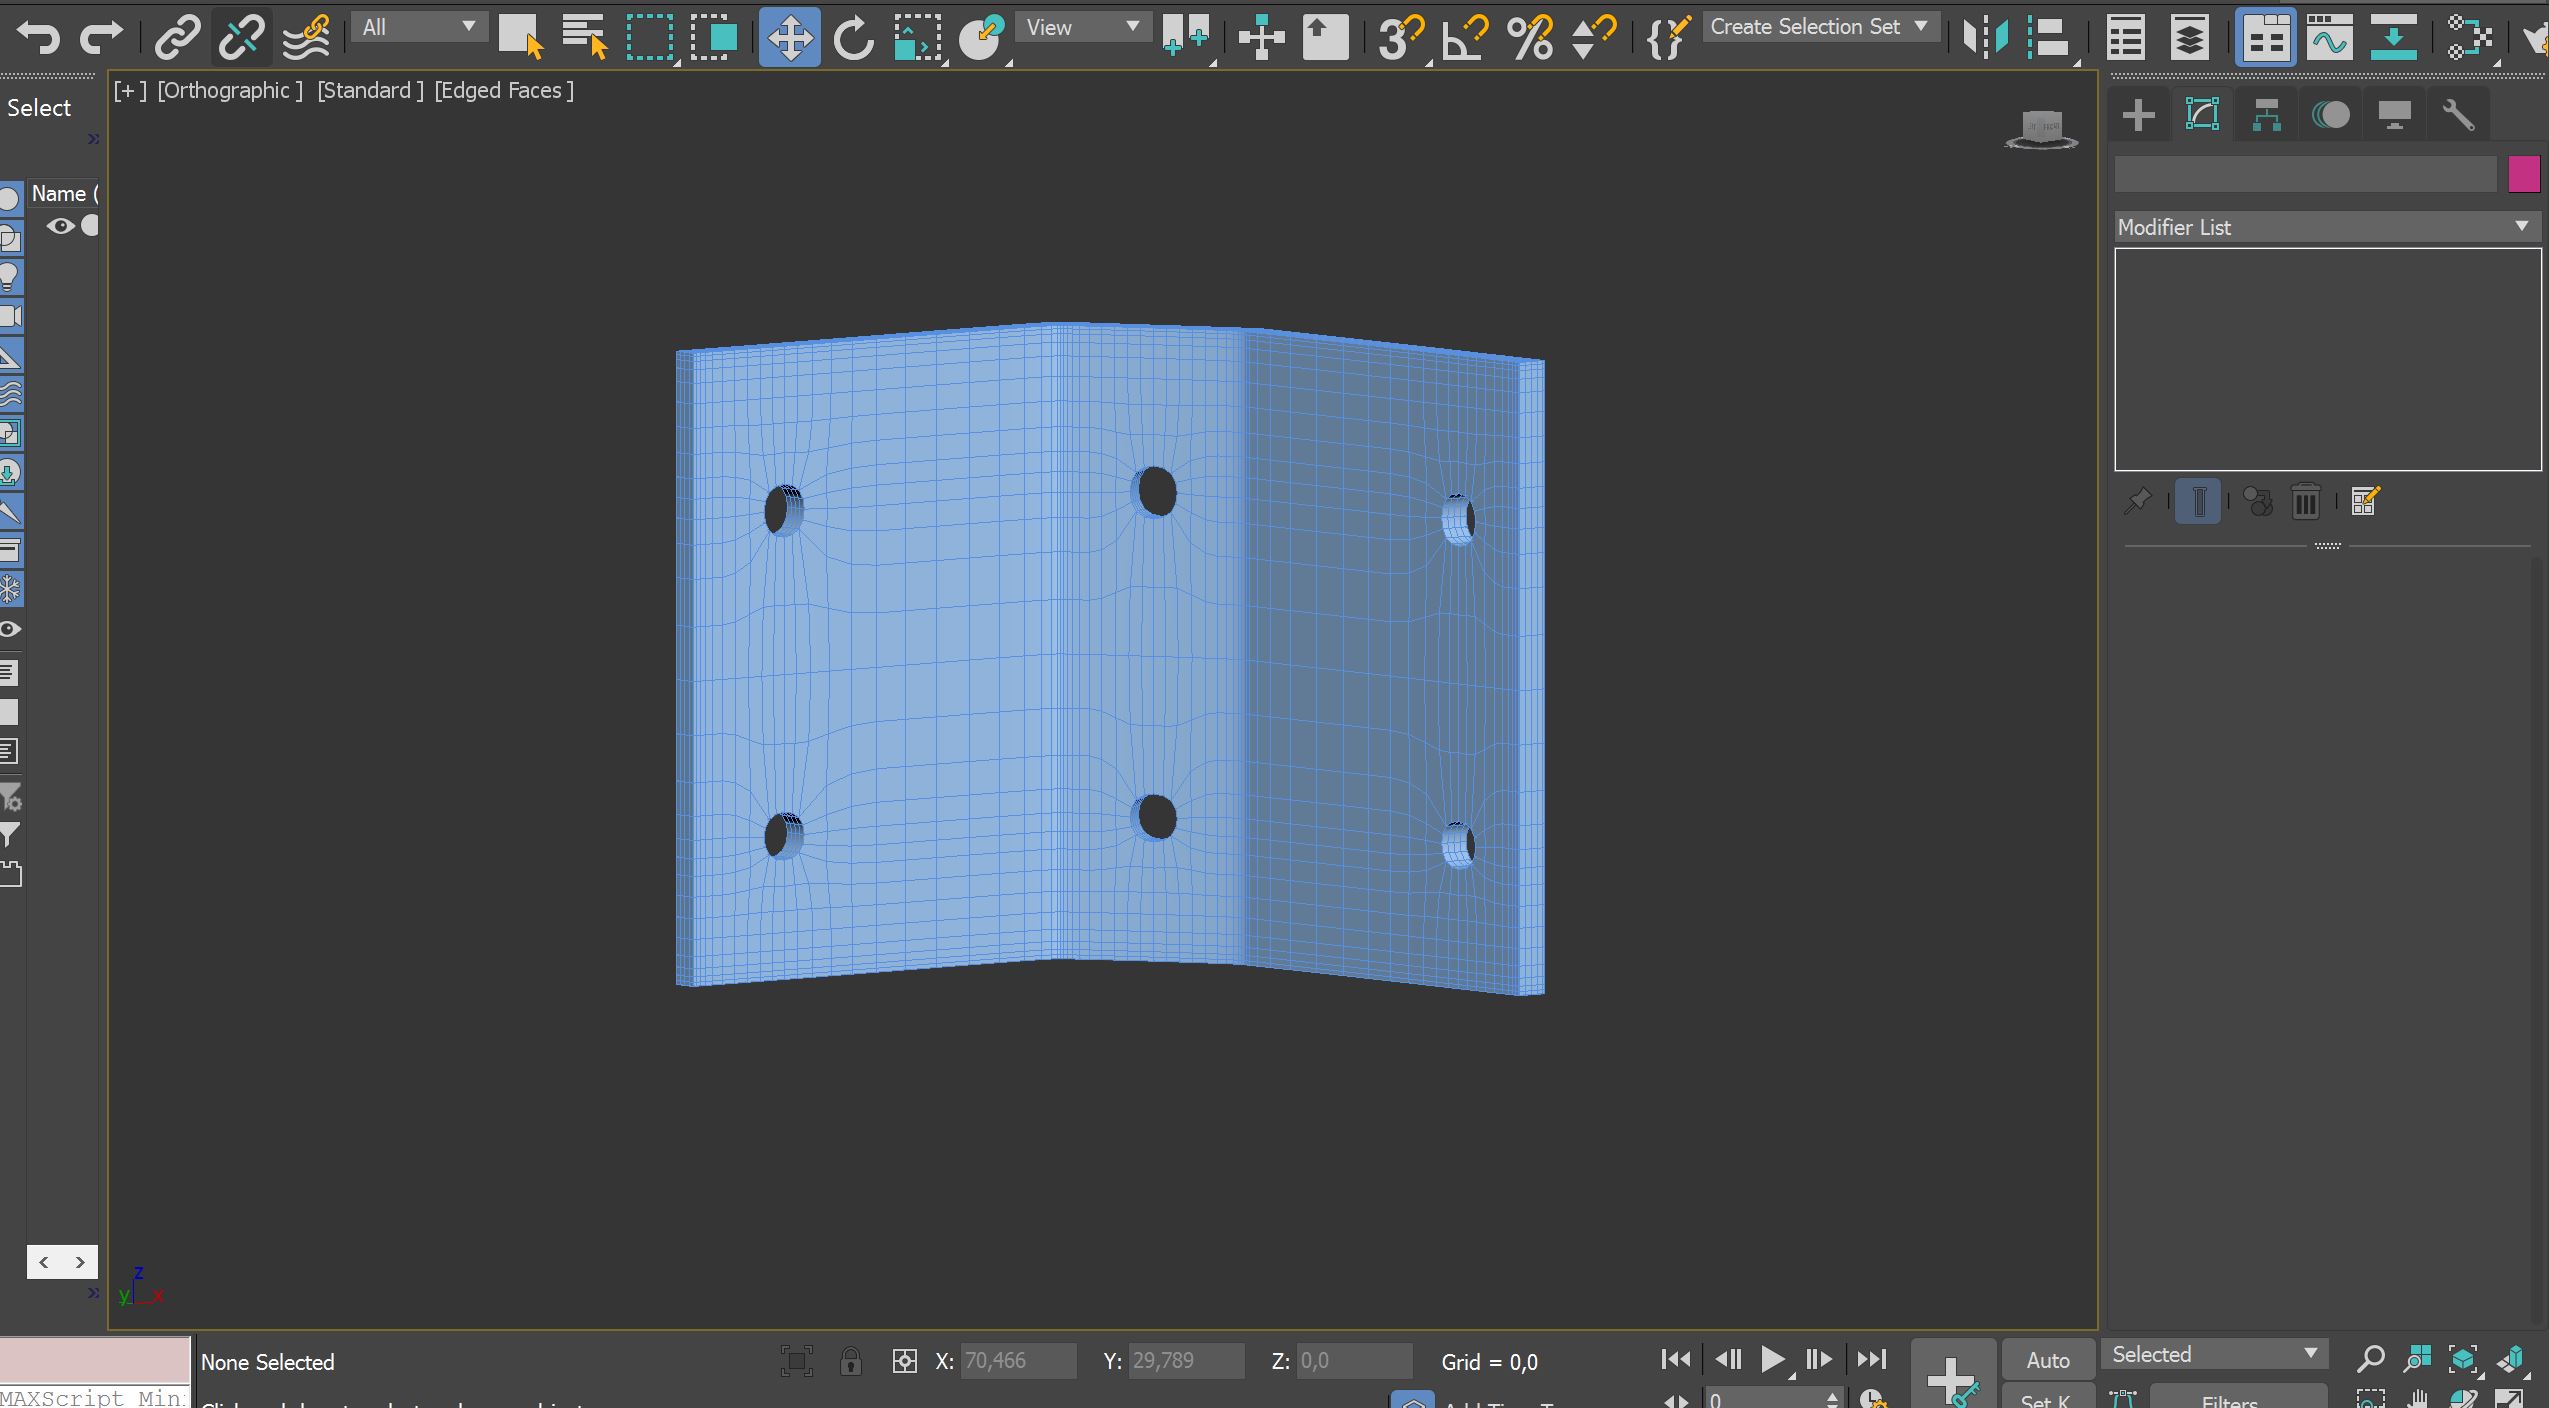 All
View
3
%
{}
Create Selection Set
[+] [Orthographic] [Standard] [Edged Faces]
Select
»
Name (
Modifier List
z
y
x
»
None Selected
X: 70,466
Y: 29,789
Z: 0,0
Grid = 0,0
Auto
Selected
MAXScript Min
0
Set K
Filters